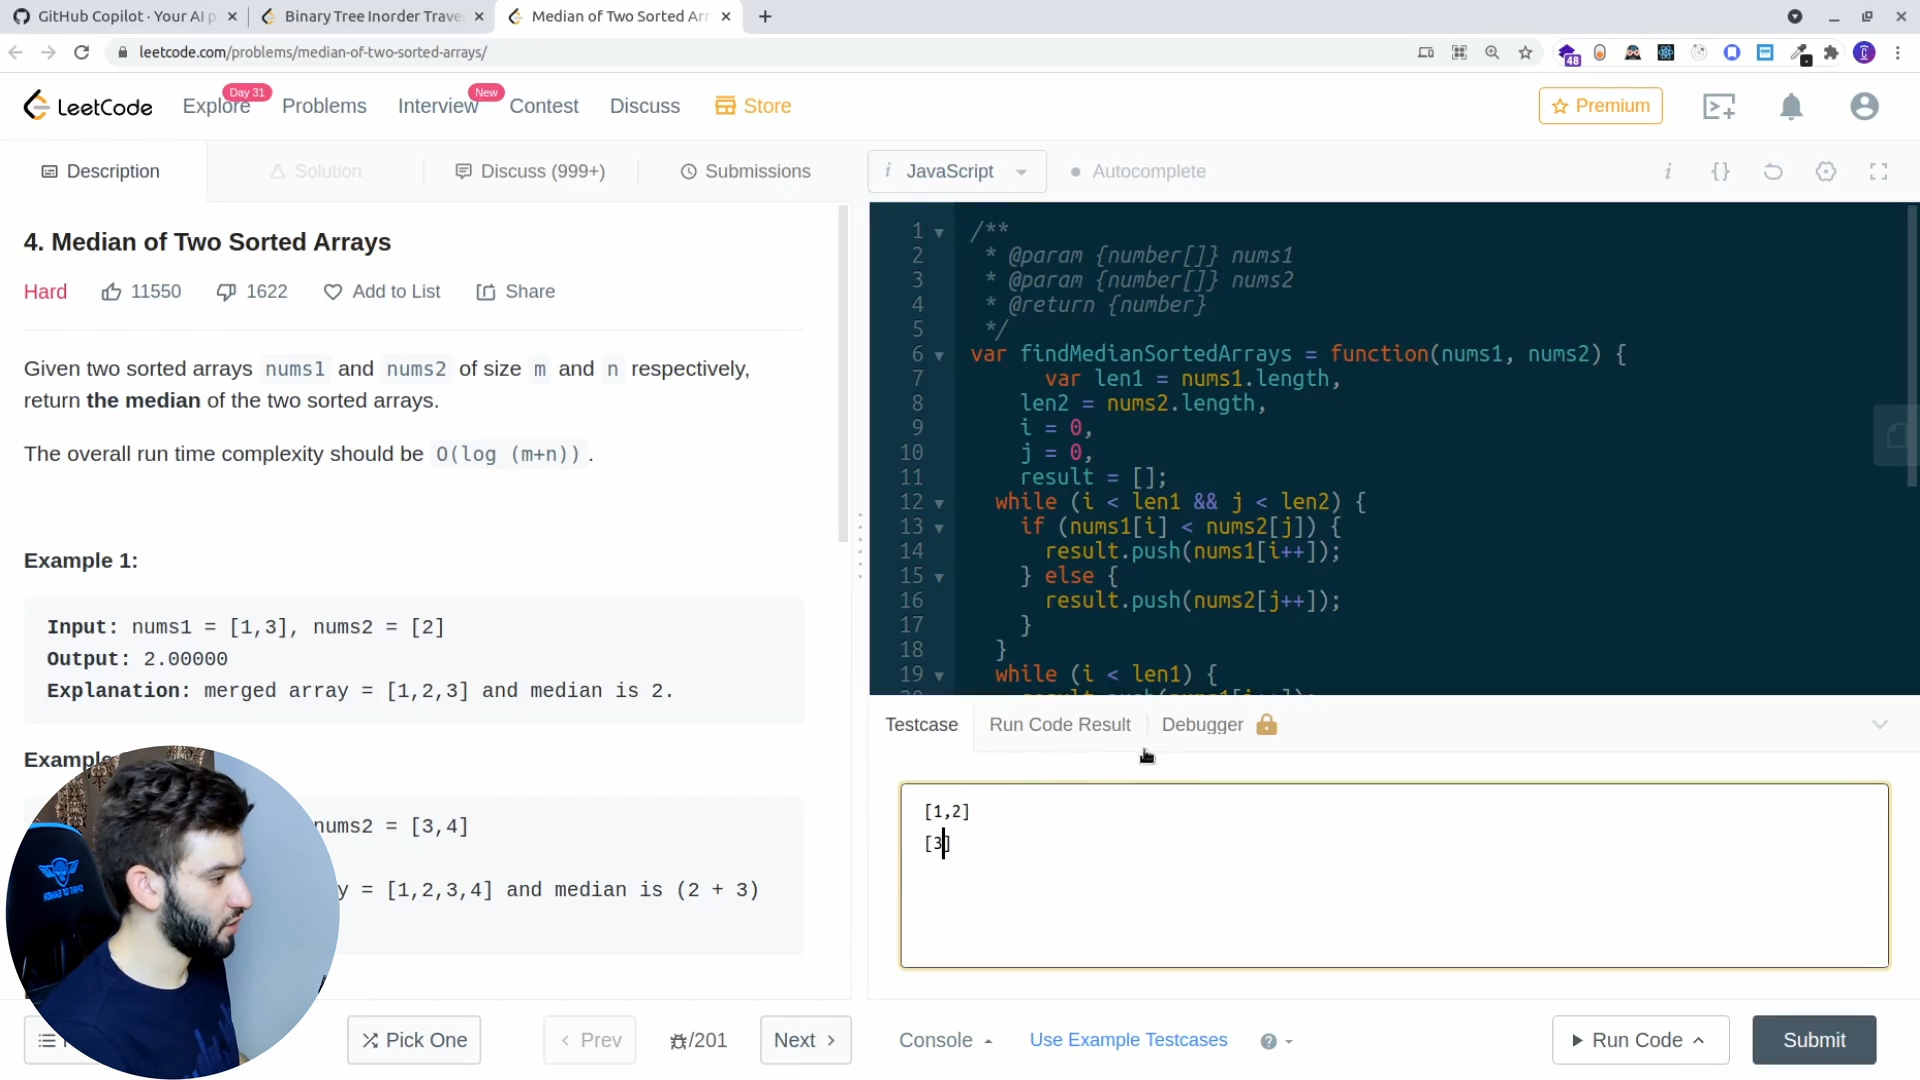 GitHub Copilot · Your AI p
Binary Tree Inorder Traver
Median of Two Sorted Arr
leetcode.com/problems/median-of-two-sorted-arrays/
48
LeetCode
Explore
Day 31
Problems
Interview
New
Contest
Discuss
Store
Premium
Description
Solution
Discuss (999+)
Submissions
i JavaScript
Autocomplete
i {}
4. Median of Two Sorted Arrays
Hard 11550 1622 Add to List Share
Given two sorted arrays nums1 and nums2 of size m and n respectively,
return the median of the two sorted arrays.
The overall run time complexity should be O(log (m+n)).
Example 1:
Input: nums1 = [1,3], nums2 = [2]
Output: 2.00000
Explanation: merged array = [1,2,3] and median is 2.
Example
nums2 = [3,4]
y = [1,2,3,4] and median is (2 + 3)
/
1 /**
2 * @param {number[]} nums1
3 * @param {number[]} nums2
4 * @return {number}
5 */
6 var findMedianSortedArrays = function(nums1, nums2) {
7 var len1 = nums1.length,
8 len2 = nums2.length,
9 i = 0,
10 j = 0,
11 result = [];
12 while (i < len1 && j < len2) {
13 if (nums1[i] < nums2[j]) {
14 result.push(nums1[i++]);
15 } else {
16 result.push(nums2[j++]);
17 }
18 }
19 while (i < len1) {
Testcase
Run Code Result
Debugger
[1,2]
[3]
Pick One
Prev
/201
Next
Console
Use Example Testcases
?
Run Code
Submit